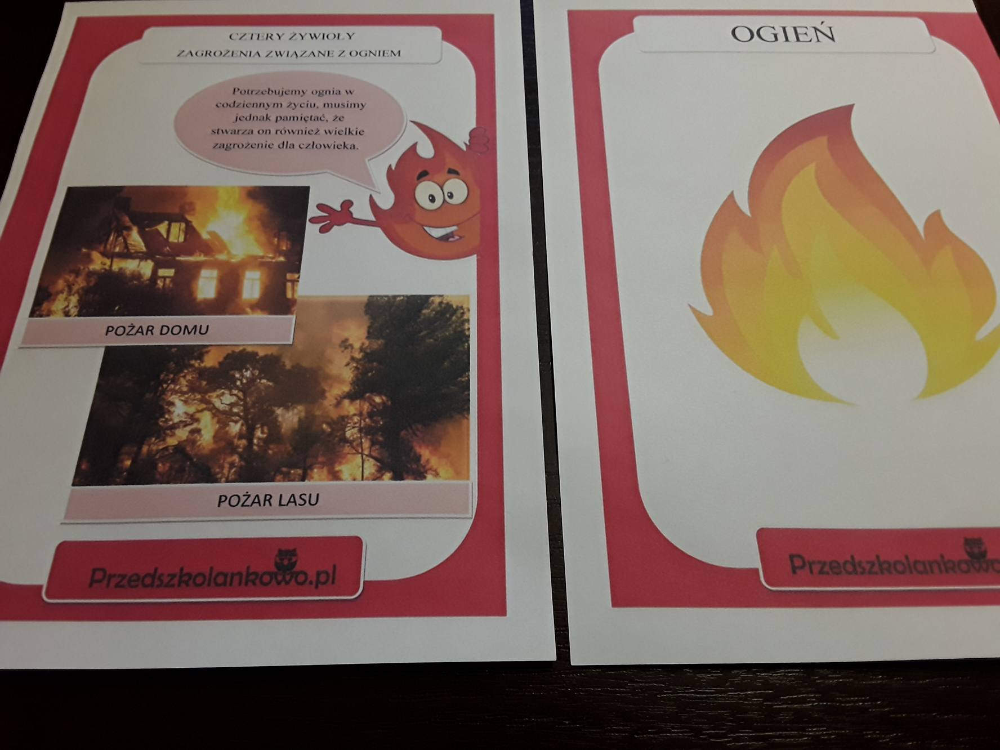 CZTERY ŻYWIOŁY
ZAGROŻENIA ZWIĄZANE Z OGNIEM
Potrzebujemy ognia w
codziennym życiu, musimy
jednak pamiętać, że
stwarza on również wielkie
zagrożenie dla człowieka.
POŻAR DOMU
POŻAR LASU
Przedszkolankowo.pl
OGIEŃ
Przedszkolankowo